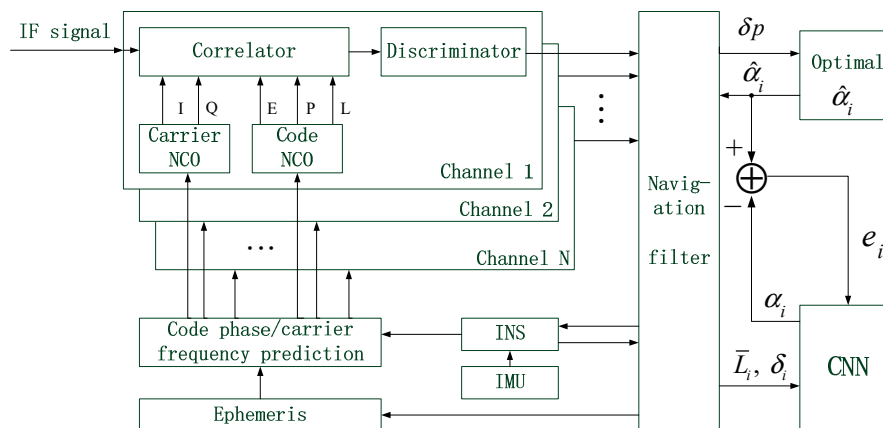 IF signal
Correlator
Discriminator
I
Q
E
P
L
Carrier
NCO
Code
NCO
Channel 1
Channel 2
...
Channel N
⋮
Code phase/carrier
frequency prediction
INS
IMU
Ephemeris
Navig-
ation
filter
δp
α̂ᵢ
Optimal
α̂ᵢ
+
−
eᵢ
αᵢ
L̄ᵢ, δᵢ
CNN